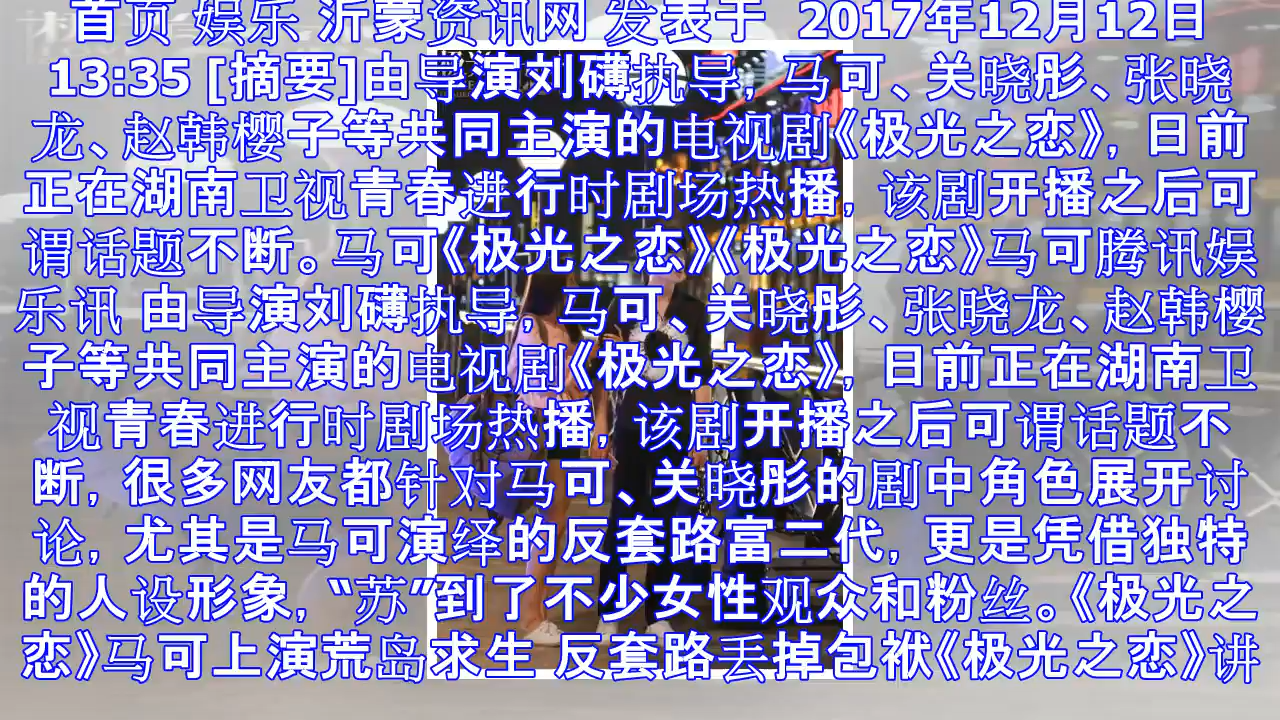 首页 娱乐 沂蒙资讯网 发表于 2017年12月12日
13:35 [摘要]由导演刘礴执导, 马可、关晓彤、张晓
龙、赵韩樱子等共同主演的电视剧《极光之恋》, 日前
正在湖南卫视青春进行时剧场热播, 该剧开播之后可
谓话题不断。马可《极光之恋》《极光之恋》马可腾讯娱
乐讯 由导演刘礴执导, 马可、关晓彤、张晓龙、赵韩樱
子等共同主演的电视剧《极光之恋》, 日前正在湖南卫
视青春进行时剧场热播, 该剧开播之后可谓话题不
断, 很多网友都针对马可、关晓彤的剧中角色展开讨
论, 尤其是马可演绎的反套路富二代, 更是凭借独特
的人设形象, “苏”到了不少女性观众和粉丝。《极光之
恋》马可上演荒岛求生 反套路丢掉包袱《极光之恋》讲